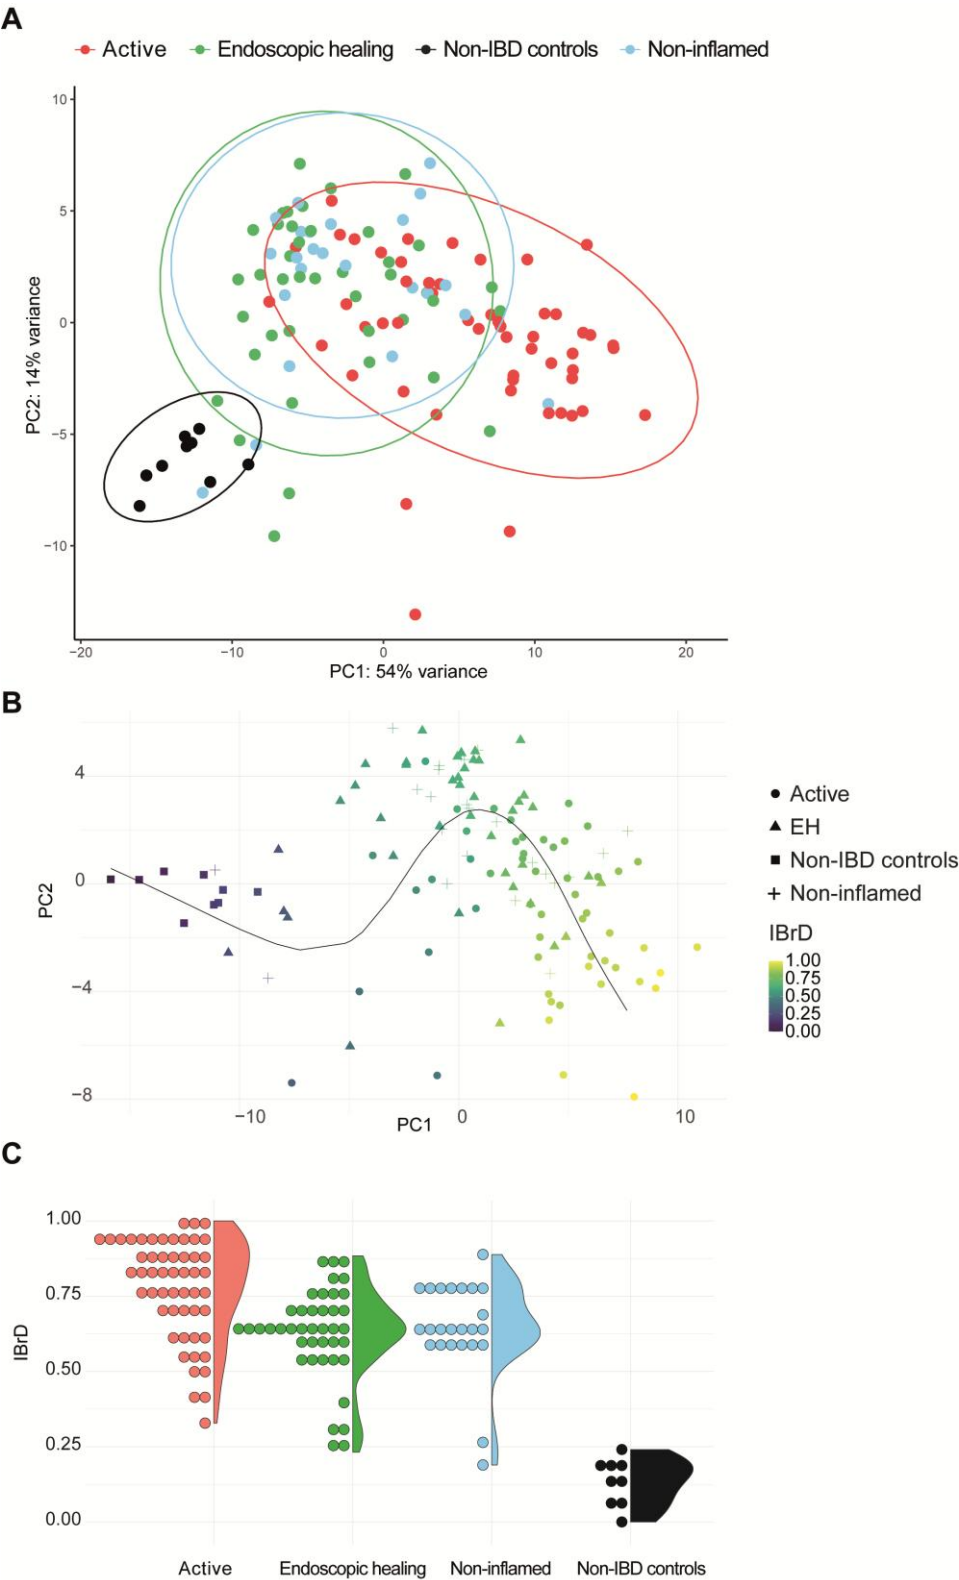 A
Active Endoscopic healing Non-IBD controls Non-inflamed
10
5
0
−5
−10
PC2: 14% variance
−20 −10 0 10 20
PC1: 54% variance
B
4
0
−4
−8
PC2
−10 0 10
PC1
Active
EH
Non-IBD controls
Non-inflamed
IBrD
1.00
0.75
0.50
0.25
0.00
C
1.00
0.75
0.50
0.25
0.00
IBrD
Active Endoscopic healing Non-inflamed Non-IBD controls